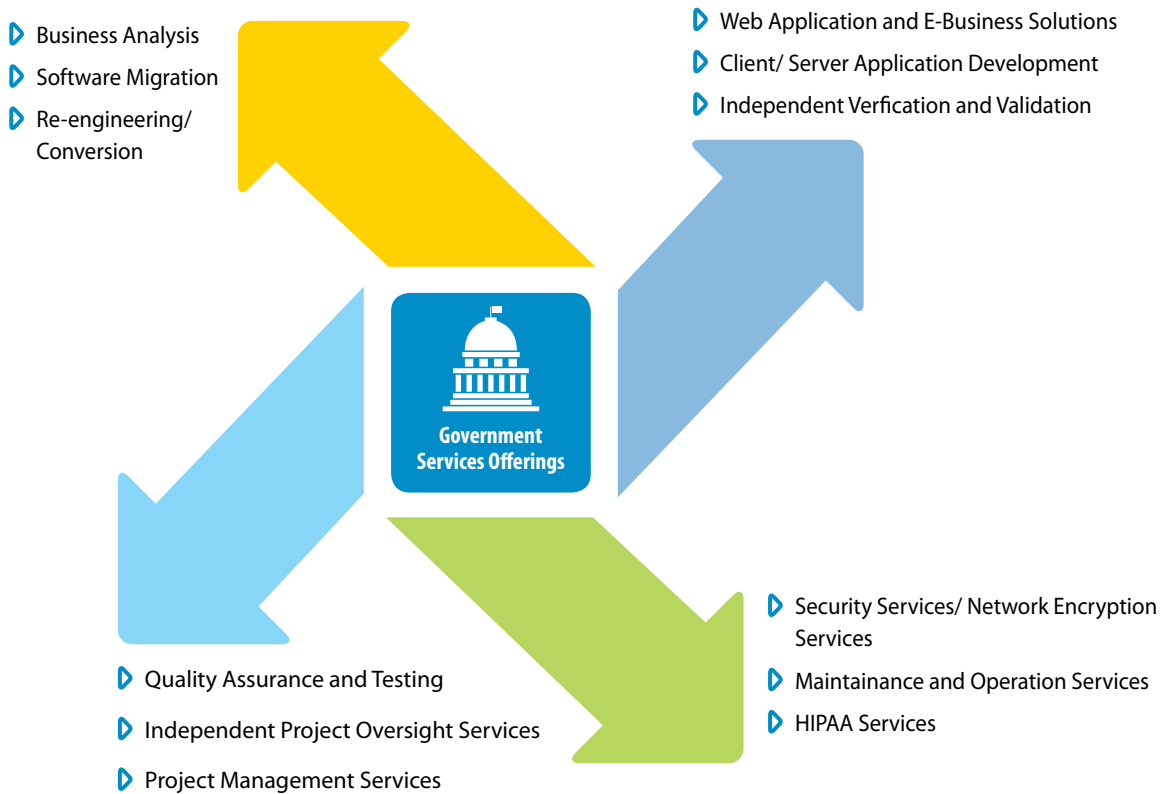 Business Analysis
Software Migration
Re-engineering/
Conversion
Web Application and E-Business Solutions
Client/ Server Application Development
Independent Verfication and Validation
Government
Services Offerings
Quality Assurance and Testing
Independent Project Oversight Services
Project Management Services
Security Services/ Network Encryption
Services
Maintainance and Operation Services
HIPAA Services